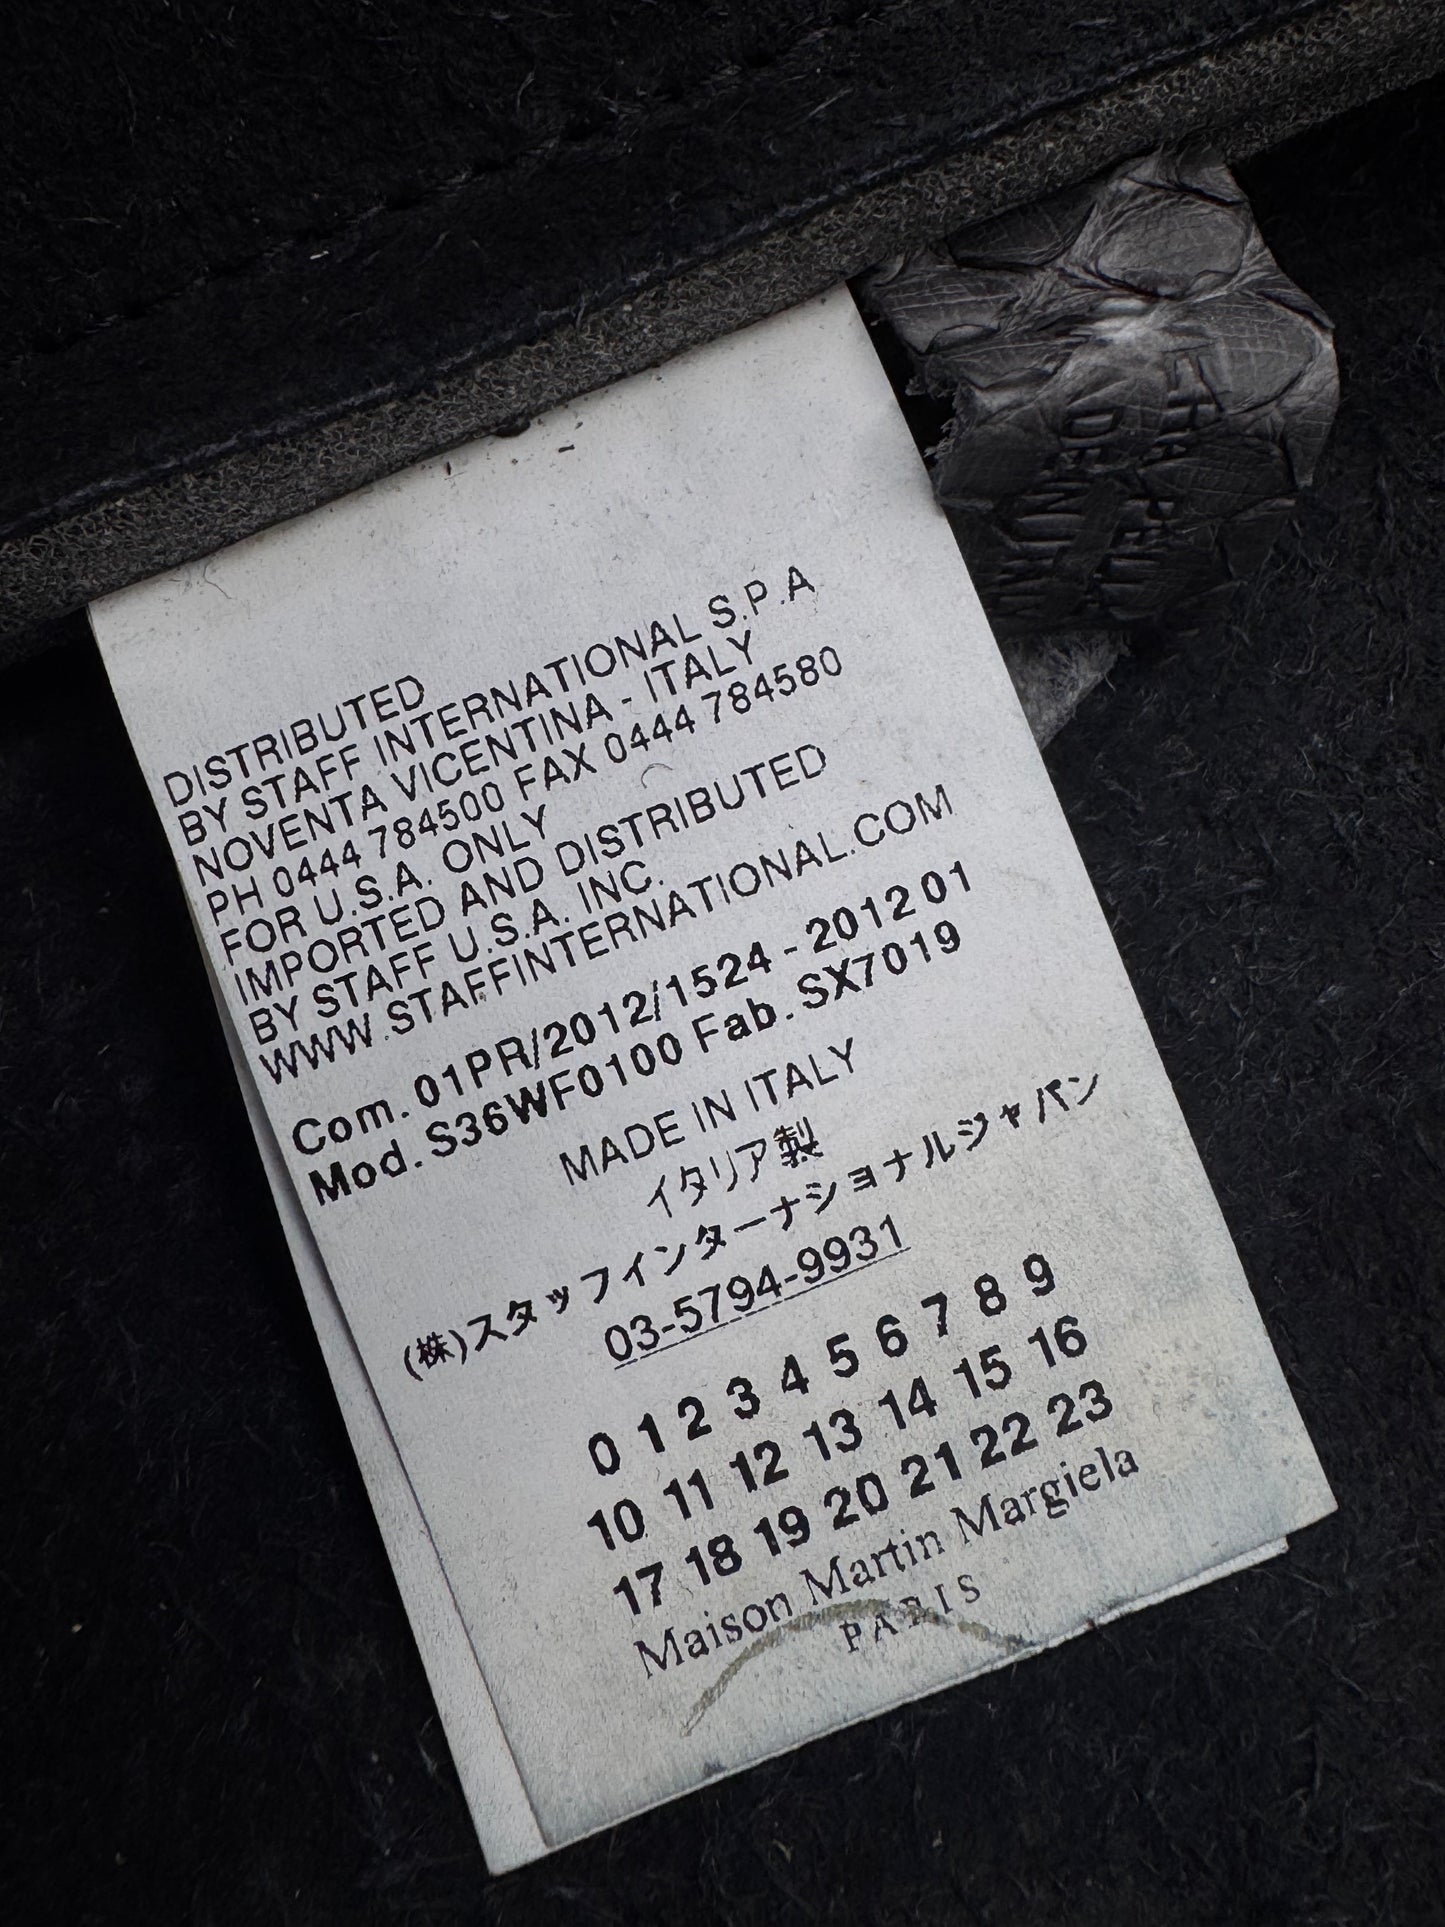 DISTRIBUTED
BY STAFF INTERNATIONAL S.P.A
NOVENTA VICENTINA - ITALY
PH 0444 784500 FAX 0444 784580
FOR U.S.A. ONLY
IMPORTED AND DISTRIBUTED
BY STAFF U.S.A. INC.
WWW.STAFFINTERNATIONAL.COM
Com. 01PR/2012/1524 - 2012 01
Mod. S36WF0100 Fab. SX7019
MADE IN ITALY
イタリア製
(株)スタッフインターナショナルジャパン
03-5794-9931
0 1 2 3 4 5 6 7 8 9
10 11 12 13 14 15 16
17 18 19 20 21 22 23
Maison Martin Margiela
PARIS